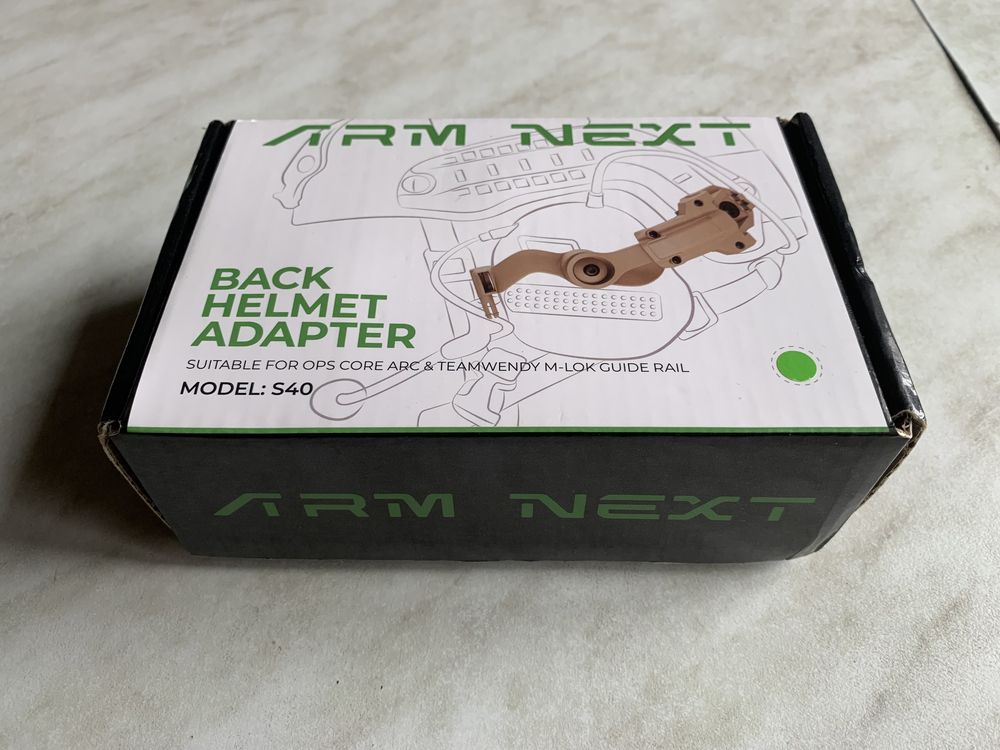 ARM NEXT
BACK
HELMET
ADAPTER
SUITABLE FOR OPS CORE ARC & TEAMWENDY M-LOK GUIDE RAIL
MODEL: S40
ARM NEXT